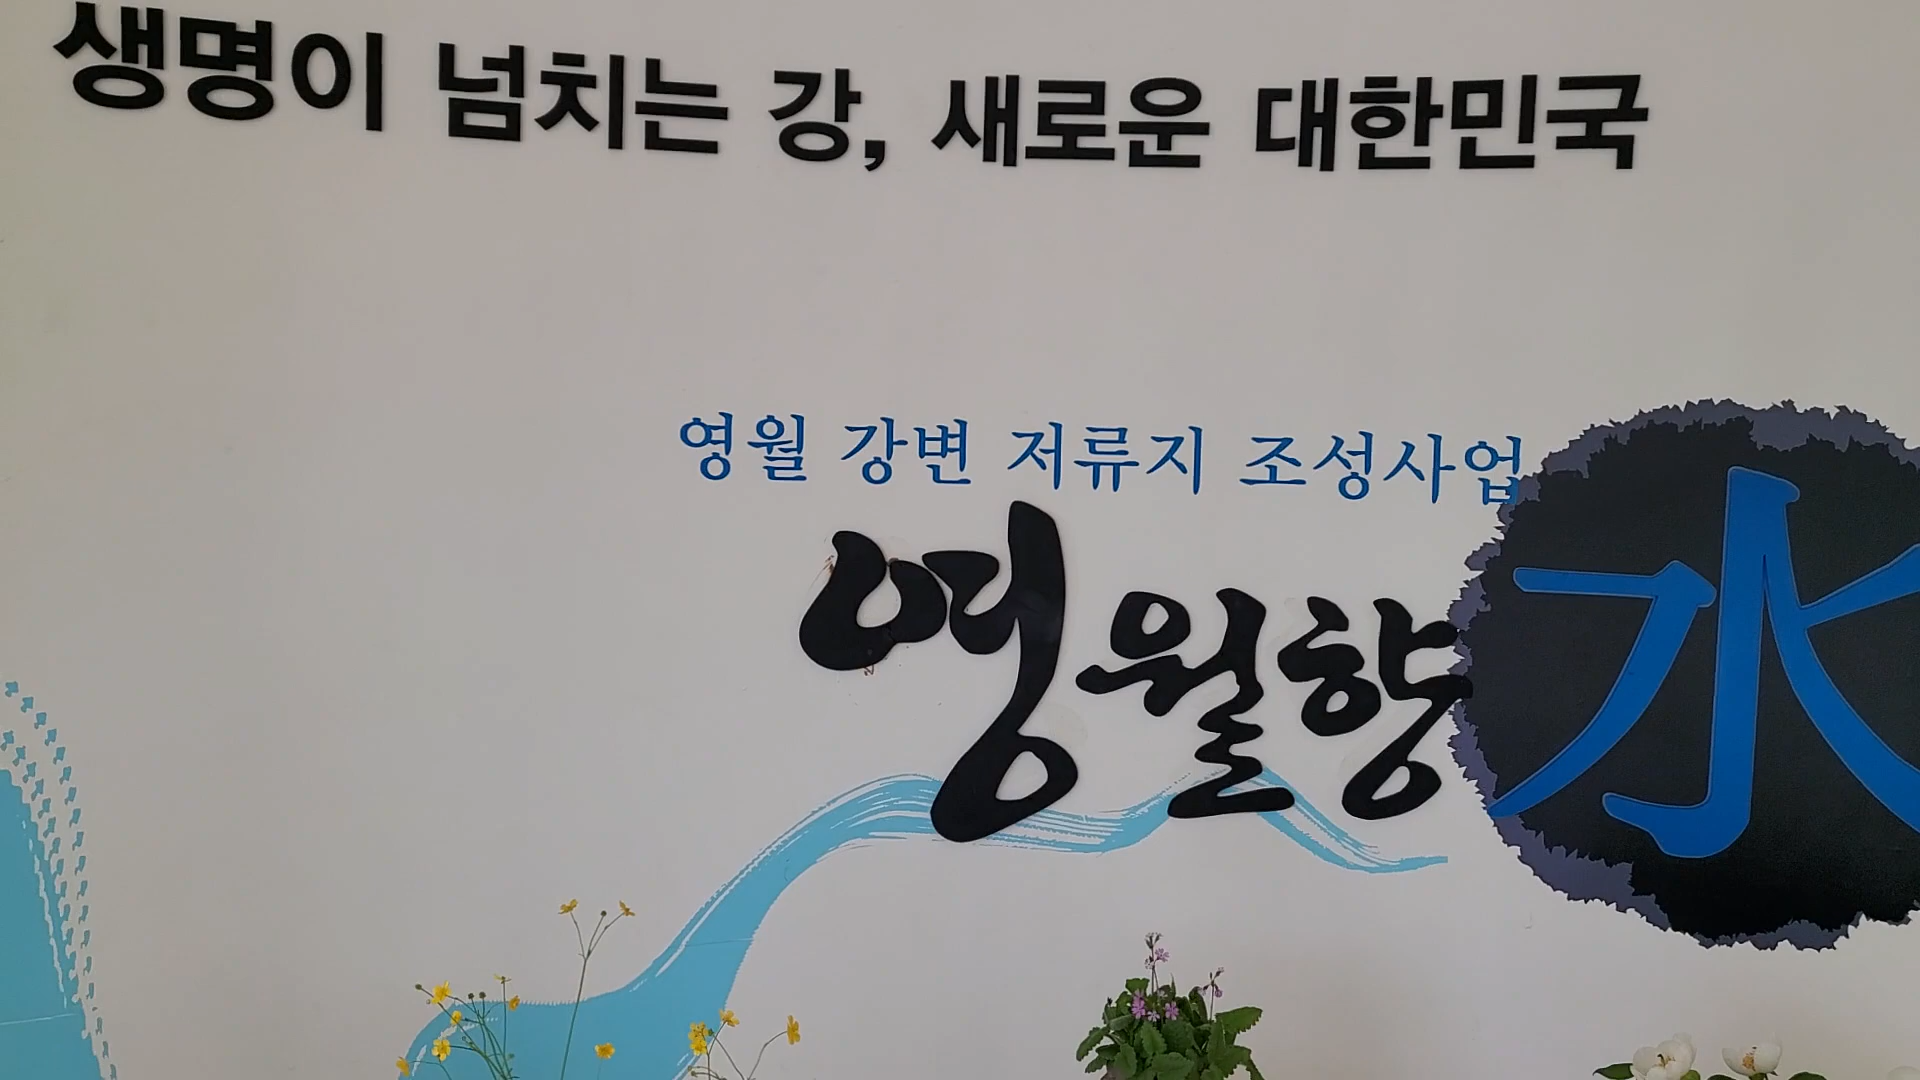 생명이 넘치는 강, 새로운 대한민국
영월 강변 저류지 조성사업
영월향水